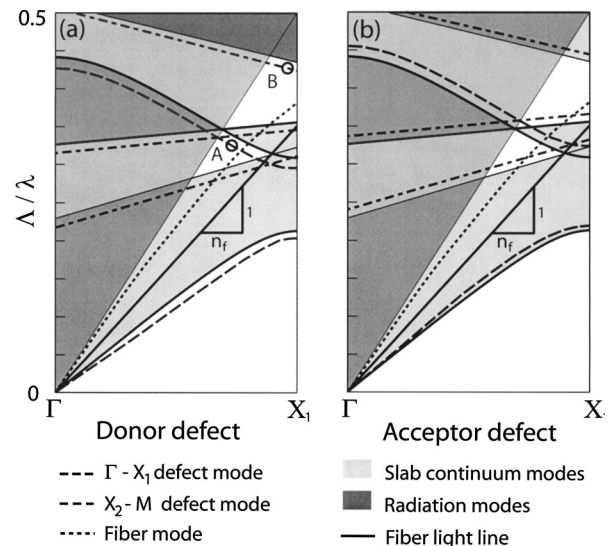 0.5
(a)
(b)
B
A
Λ / λ
1
n_f
1
n_f
0
Γ
X₁
Γ
X
Donor defect
Acceptor defect
Γ - X₁ defect mode
X₂ - M defect mode
Fiber mode
Slab continuum modes
Radiation modes
Fiber light line